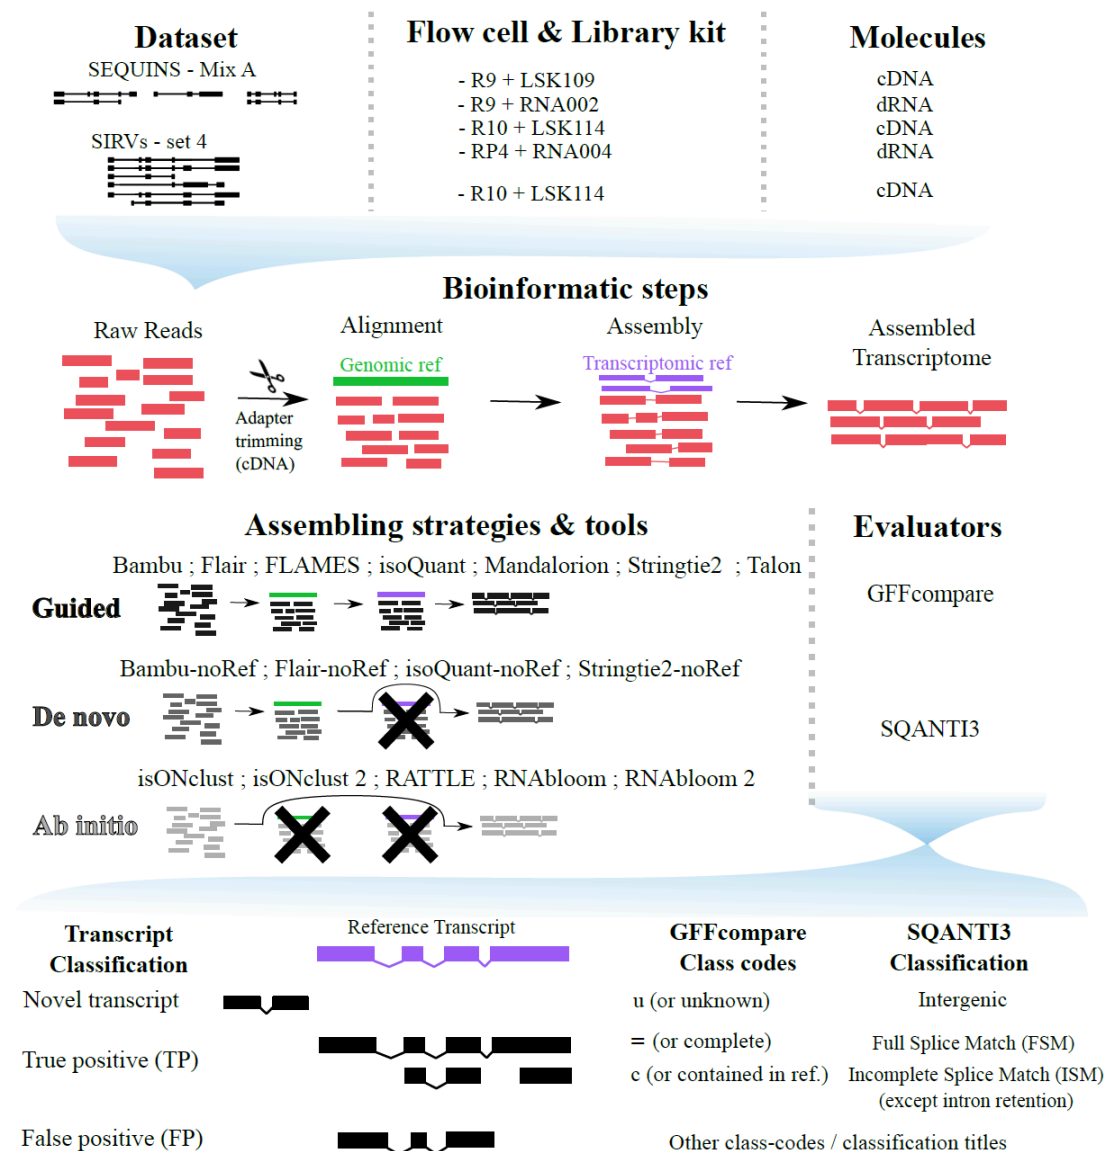 Dataset
Flow cell & Library kit
Molecules
SEQUINS - Mix A
- R9 + LSK109
cDNA
- R9 + RNA002
dRNA
- R10 + LSK114
cDNA
SIRVs - set 4
- RP4 + RNA004
dRNA
- R10 + LSK114
cDNA
Bioinformatic steps
Raw Reads
Alignment
Assembly
Assembled
Transcriptome
Genomic ref
Transcriptomic ref
Adapter
trimming
(cDNA)
Assembling strategies & tools
Evaluators
Bambu ; Flair ; FLAMES ; isoQuant ; Mandalorion ; Stringtie2 ; Talon
Guided
GFFcompare
Bambu-noRef ; Flair-noRef ; isoQuant-noRef ; Stringtie2-noRef
De novo
SQANTI3
isONclust ; isONclust 2 ; RATTLE ; RNAbloom ; RNAbloom 2
Ab initio
Transcript
Classification
Reference Transcript
GFFcompare
Class codes
SQANTI3
Classification
Novel transcript
u (or unknown)
Intergenic
True positive (TP)
= (or complete)
Full Splice Match (FSM)
c (or contained in ref.)
Incomplete Splice Match (ISM)
(except intron retention)
False positive (FP)
Other class-codes / classification titles